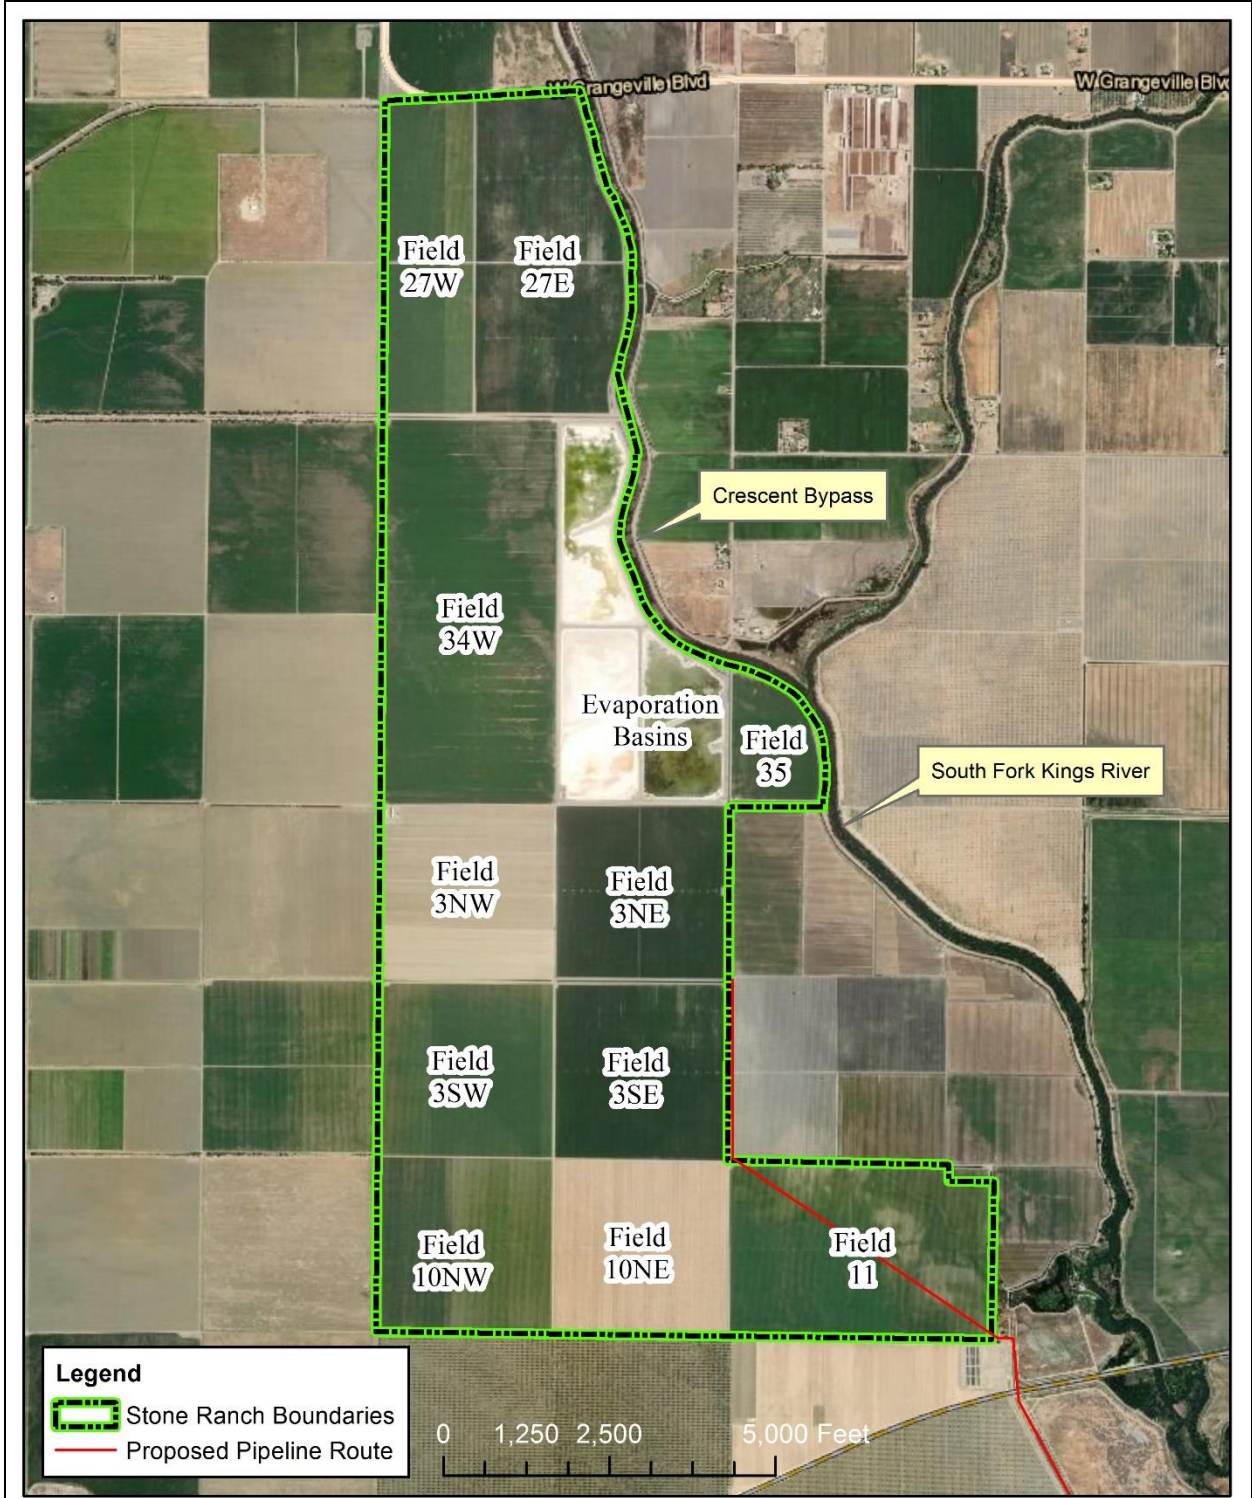 W Grangeville Blvd
W Grangeville Blvd
Field
27W
Field
27E
Crescent Bypass
Field
34W
Evaporation
Basins
Field
35
South Fork Kings River
Field
3NW
Field
3NE
Field
3SW
Field
3SE
Field
10NW
Field
10NE
Field
11
Legend
Stone Ranch Boundaries
Proposed Pipeline Route
0 1,250 2,500 5,000 Feet